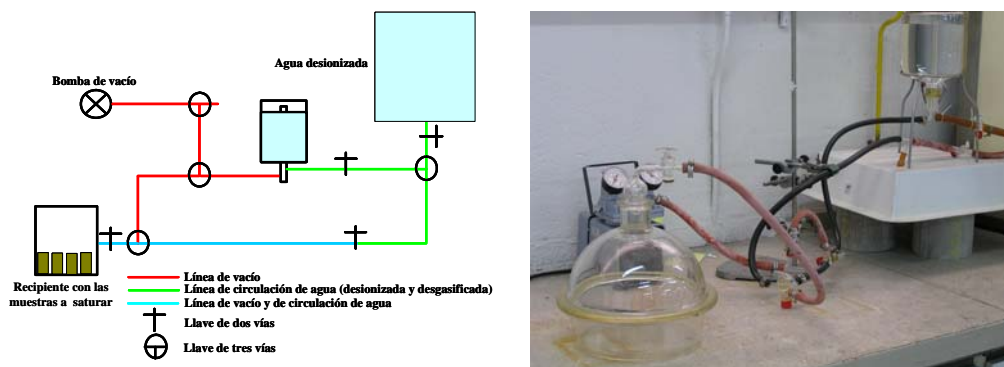 Agua desionizada
Bomba de vacío
Recipiente con las
muestras a saturar
Línea de vacío
Línea de circulación de agua (desionizada y desgasificada)
Línea de vacío y de circulación de agua
Llave de dos vías
Llave de tres vías